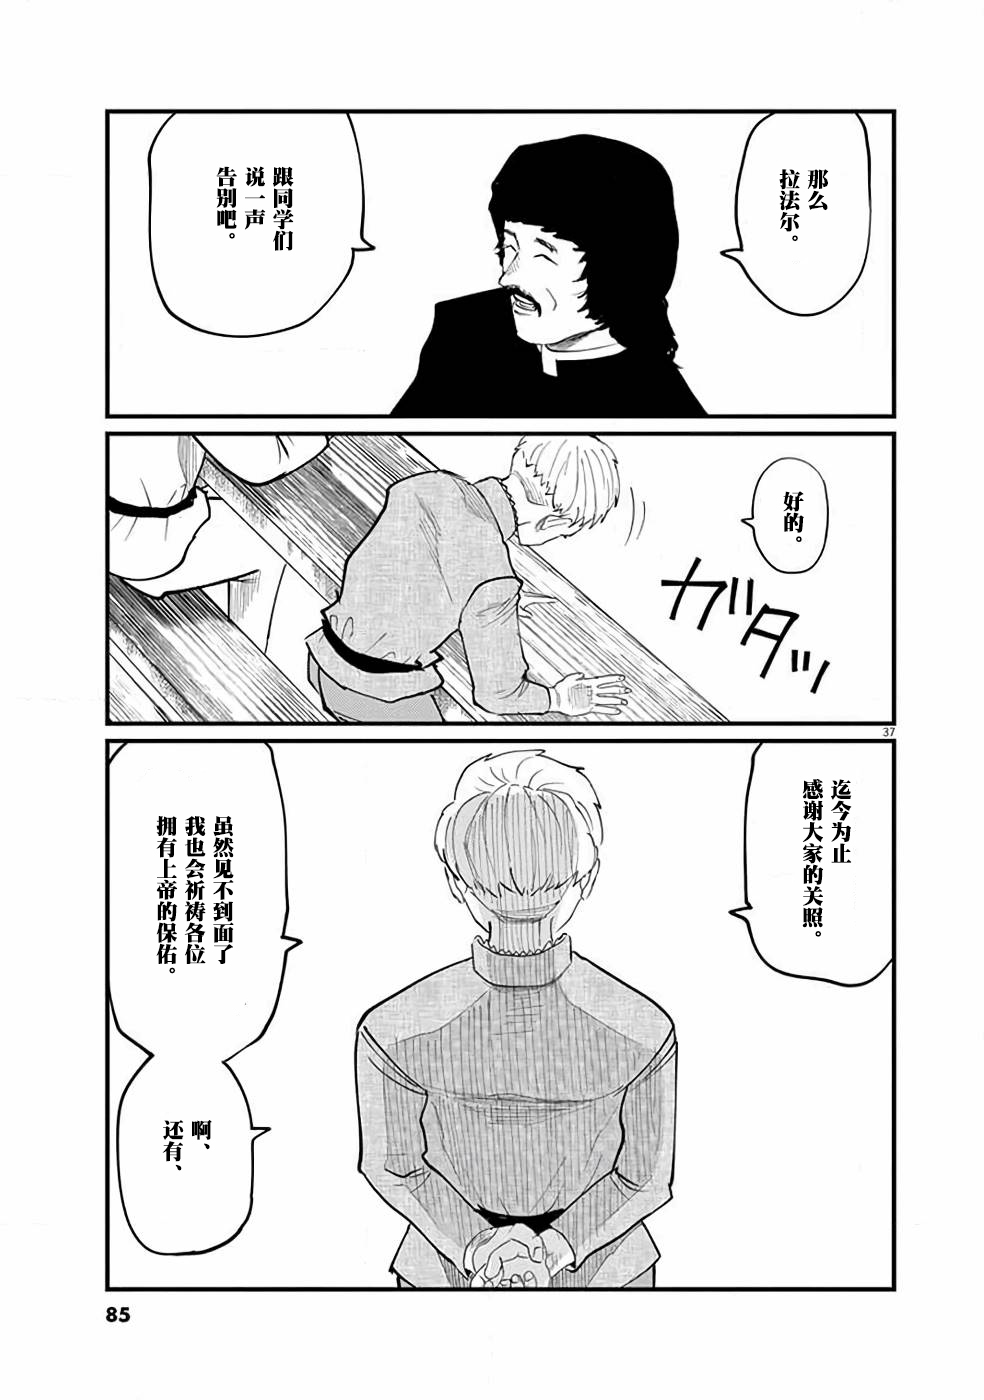 那么
拉法尔。
跟同学们
说一声
告别吧。
好的。
ガタッ
37
迄今为止
感谢大家的关照。
虽然见不到面了
我也会祈祷各位
拥有上帝的保佑。
啊、
还有、
85